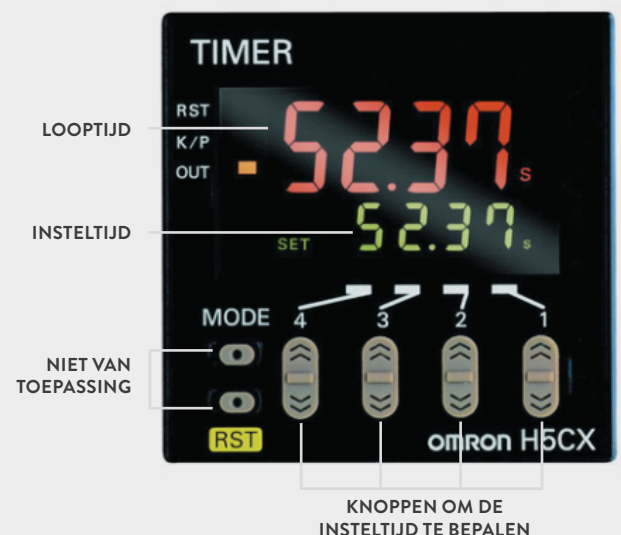 TIMER
RST
LOOPTIJD
K/P
OUT
52.37 s
INSTELTIJD
SET 52.37 s
MODE 4 3 2 1
NIET VAN
TOEPASSING
RST
omron H5CX
KNOPPEN OM DE
INSTELTIJD TE BEPALEN